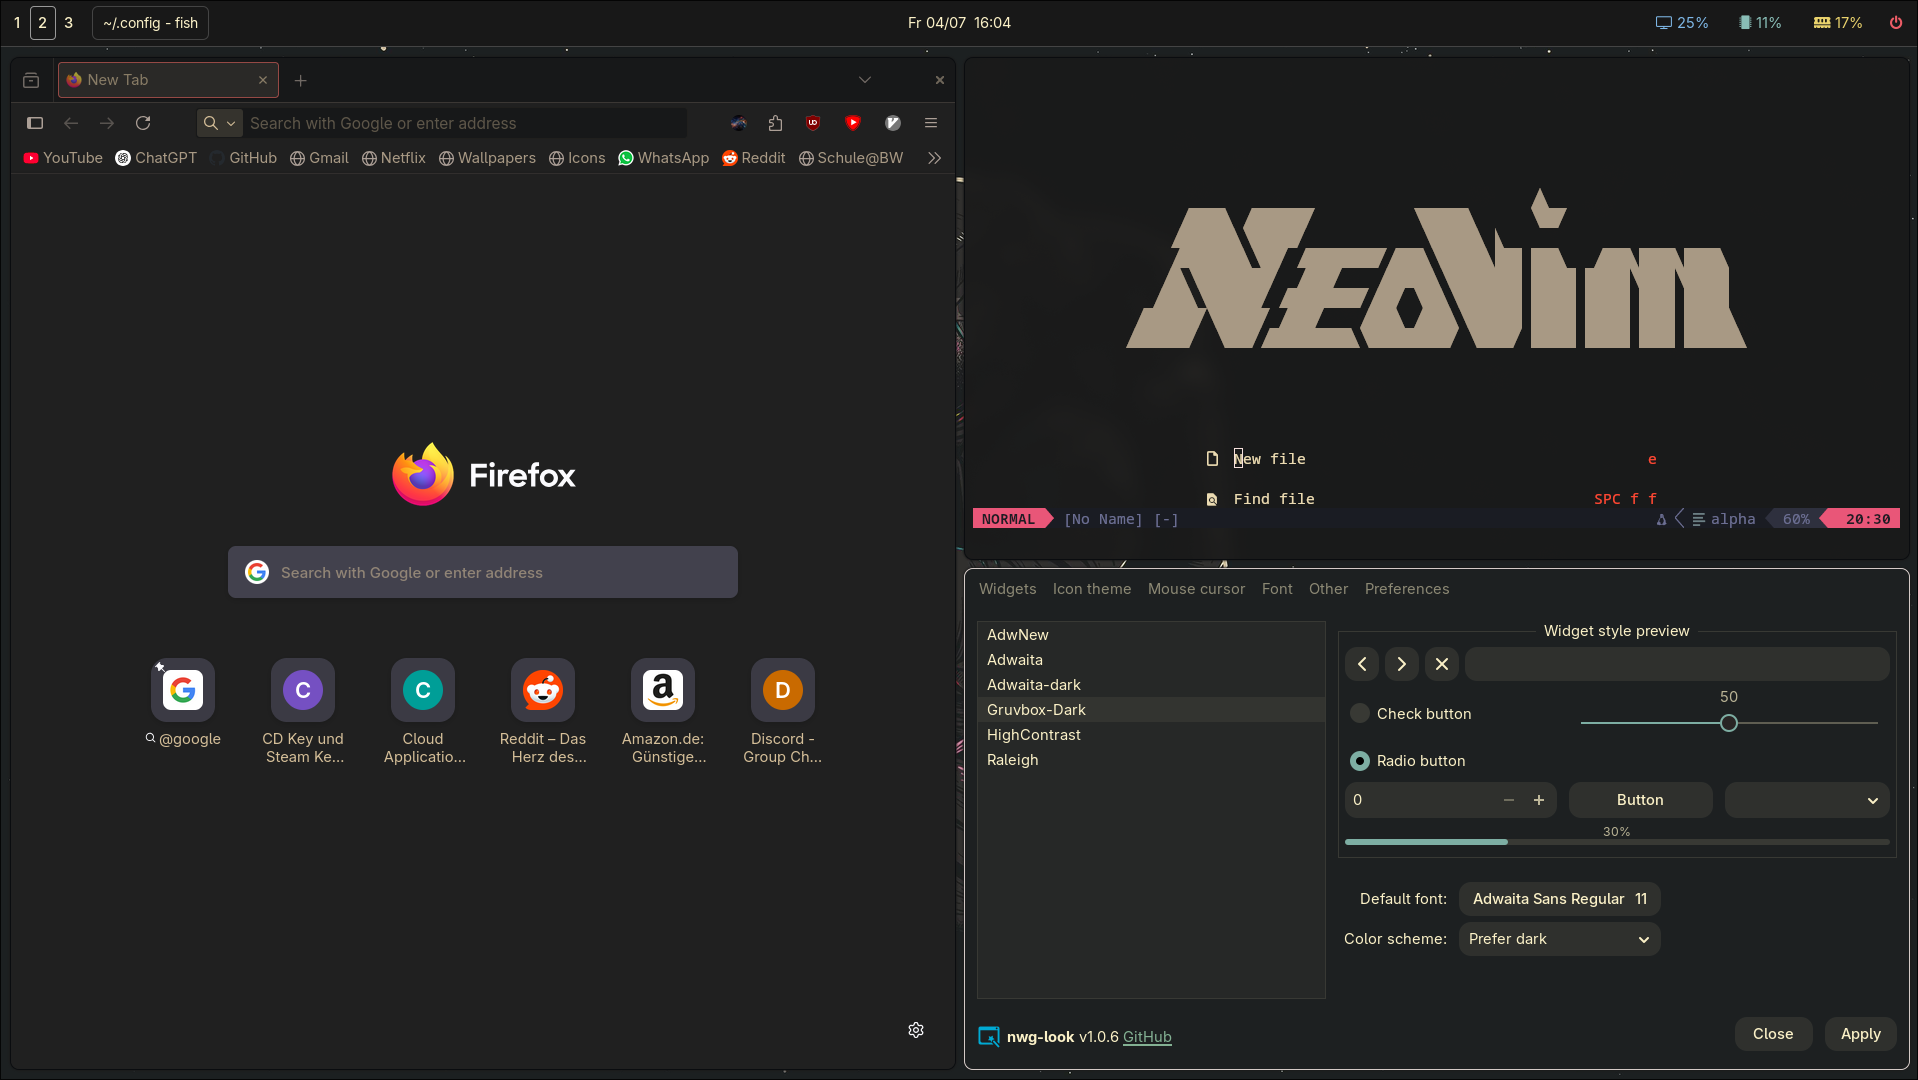 1 2 3 ~/.config - fish Fr 04/07 16:04 25% 11% 17%
New Tab
Search with Google or enter address
YouTube ChatGPT GitHub Gmail Netflix Wallpapers Icons WhatsApp Reddit Schule@BW
Firefox
Search with Google or enter address
@google
CD Key und
Steam Ke...
Cloud
Applicatio...
Reddit – Das
Herz des...
Amazon.de:
Günstige...
Discord -
Group Ch...
NEOVIM
New file e
Find file SPC f f
NORMAL [No Name] [-] alpha 60% 20:30
Widgets Icon theme Mouse cursor Font Other Preferences
AdwNew
Adwaita
Adwaita-dark
Gruvbox-Dark
HighContrast
Raleigh
Widget style preview
50
Check button
Radio button
0 Button
30%
Default font: Adwaita Sans Regular 11
Color scheme: Prefer dark
nwg-look v1.0.6 GitHub
Close Apply